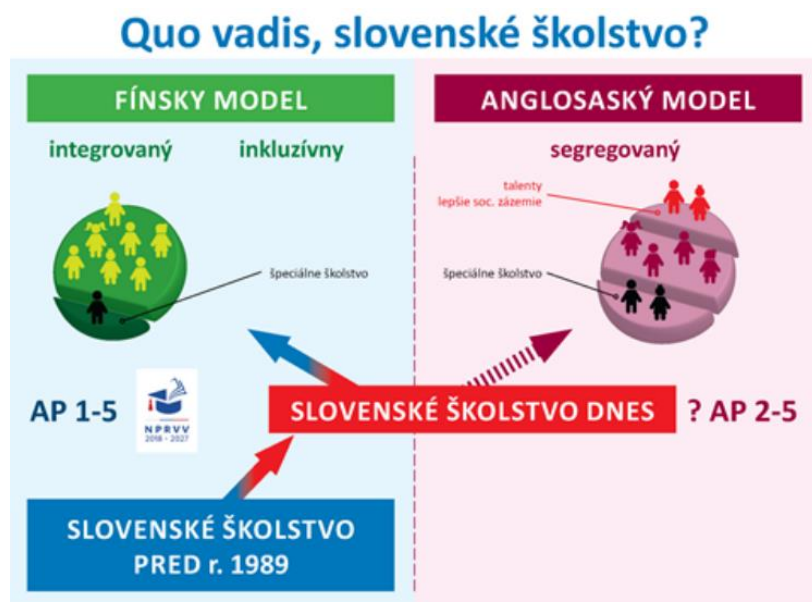 Quo vadis, slovenské školstvo?
FÍNSKY MODEL
integrovaný inkluzívny
špeciálne školstvo
AP 1-5
NPRVV
2018 - 2027
ANGLOSASKÝ MODEL
segregovaný
talenty
lepšie soc. zázemie
špeciálne školstvo
SLOVENSKÉ ŠKOLSTVO DNES
? AP 2-5
SLOVENSKÉ ŠKOLSTVO
PRED r. 1989